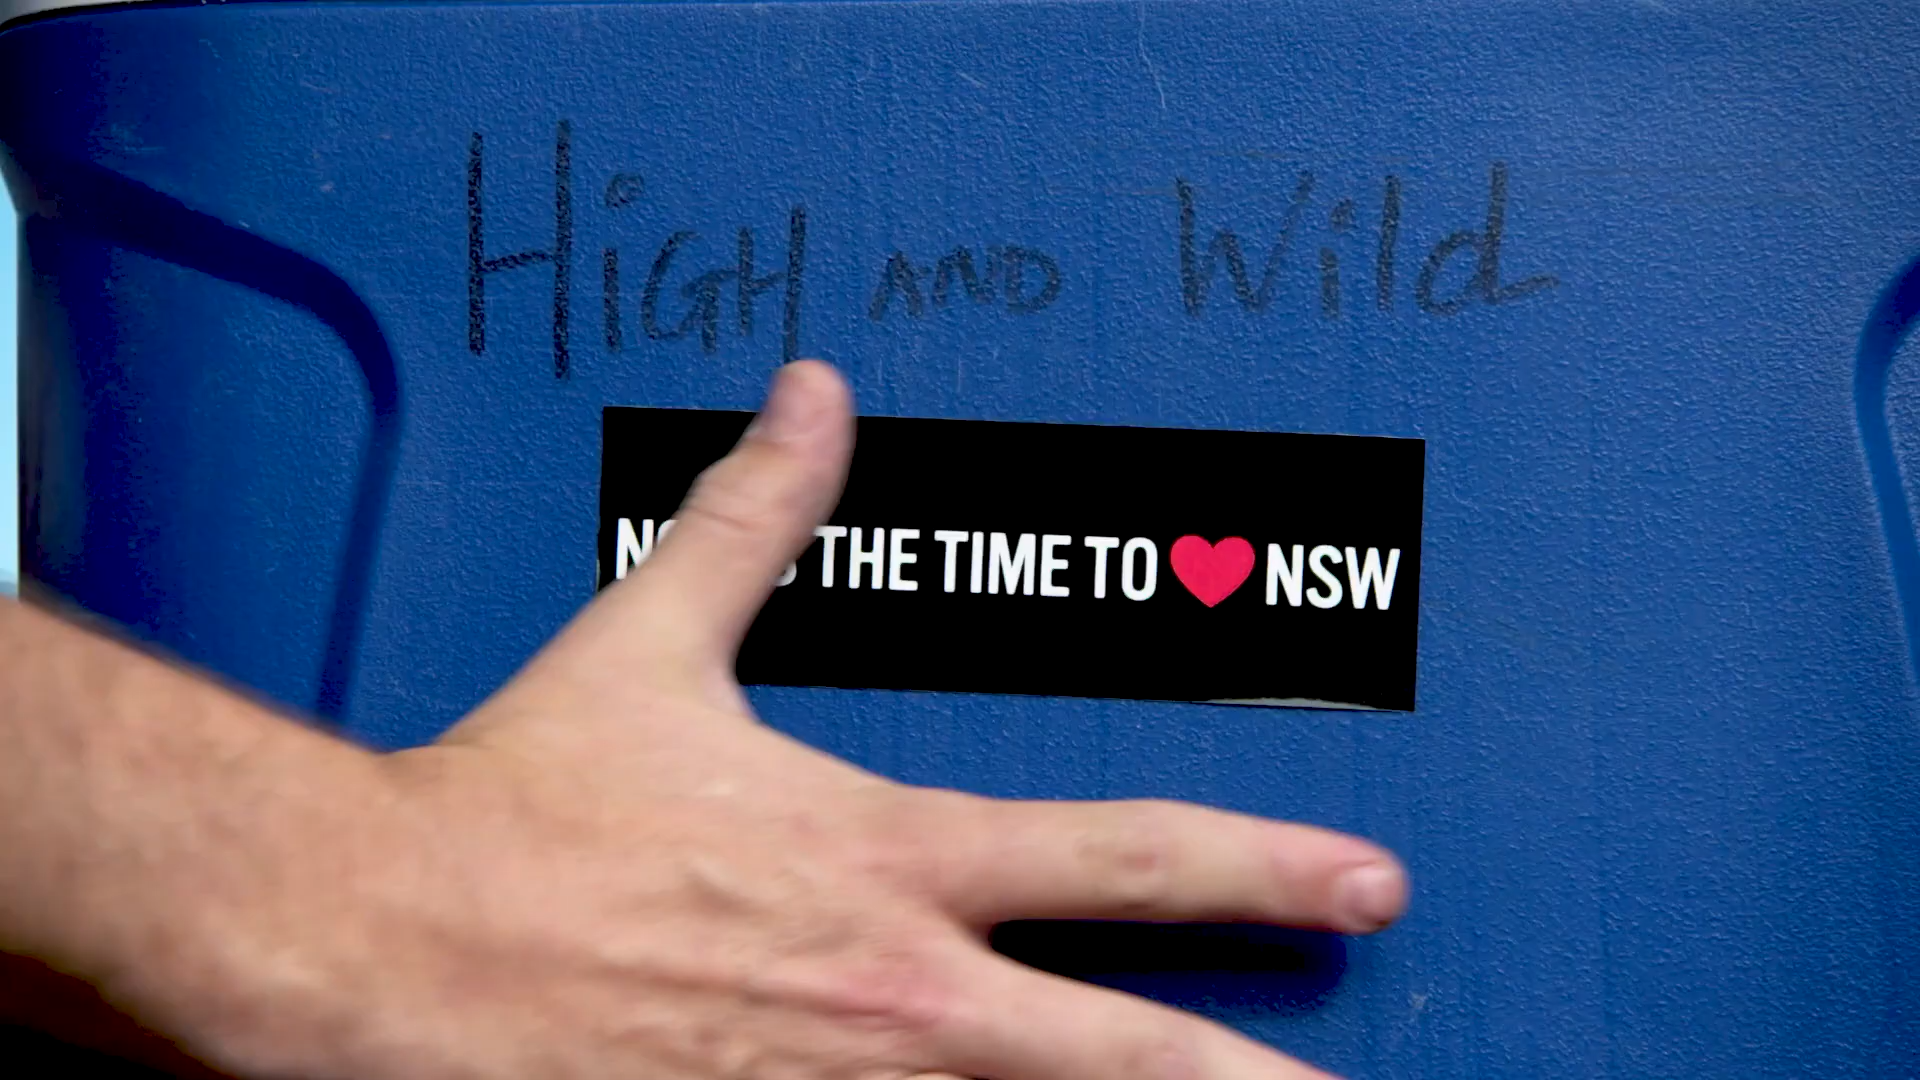 HiGH AND Wild
THE TIME TO ❤ NSW